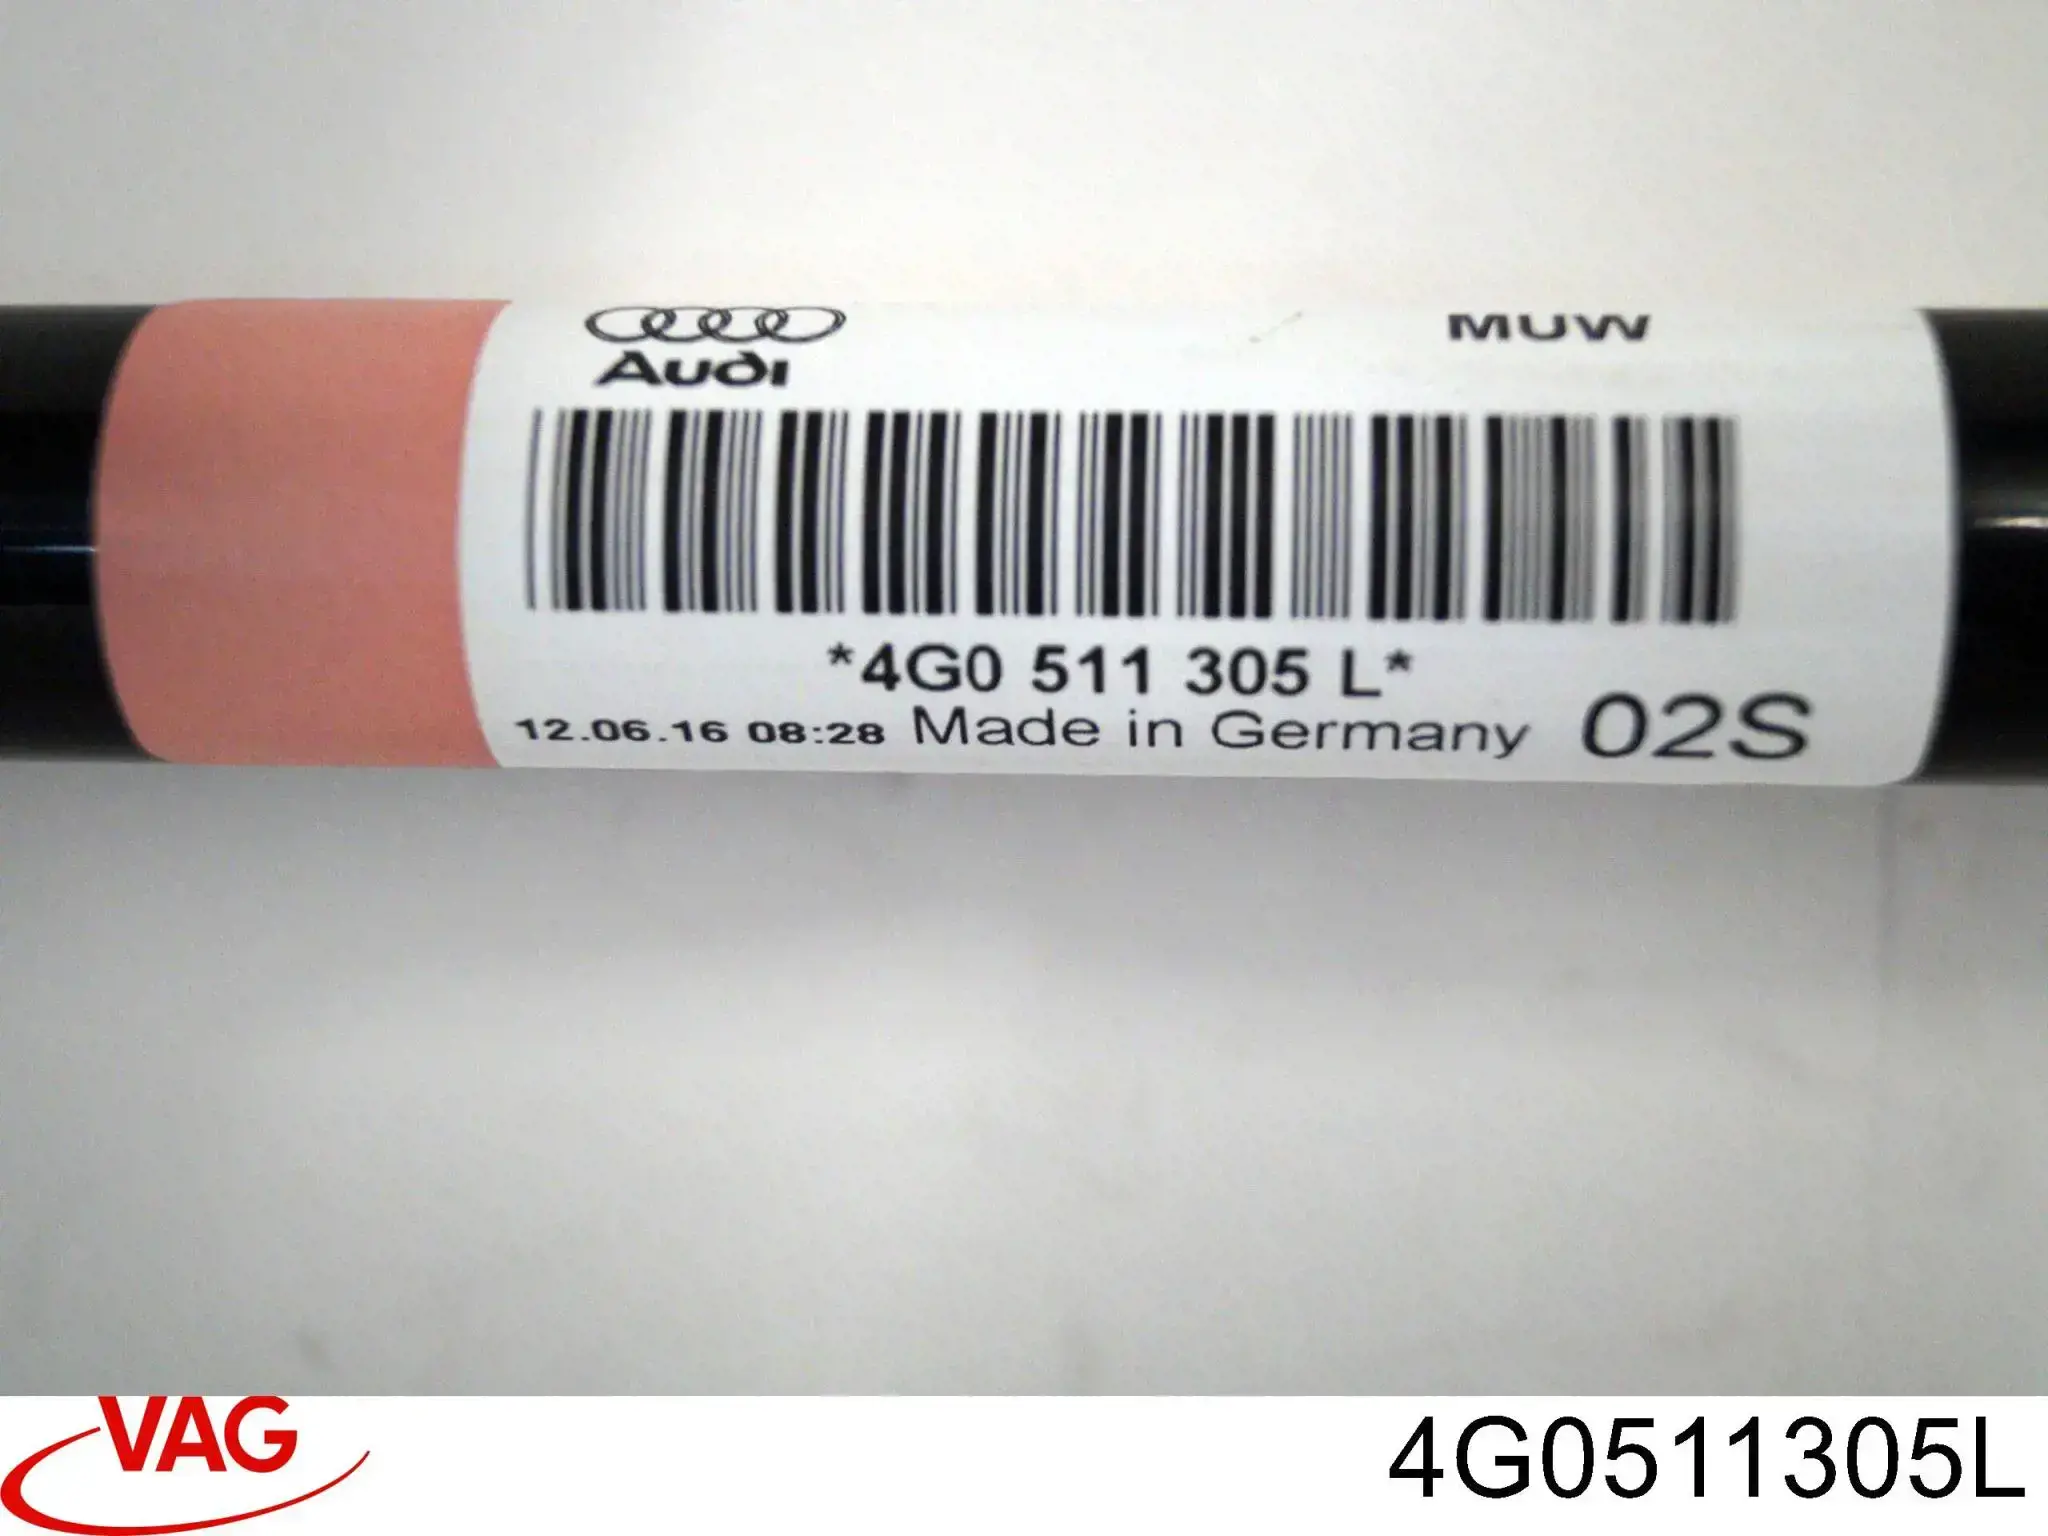 MUW
Audi
*4G0 511 305 L*
12.06.16 08:28 Made in Germany 02S
VAG
4G0511305L